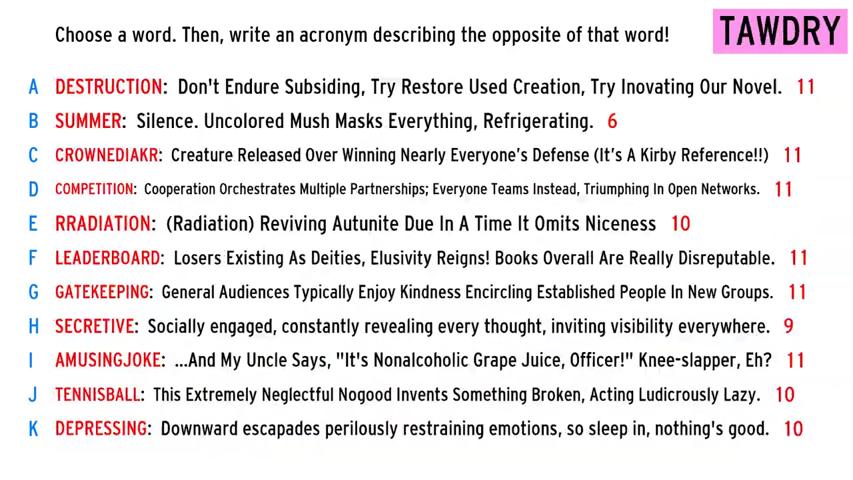 Choose a word. Then, write an acronym describing the opposite of that word! TAWDRY
A DESTRUCTION: Don't Endure Subsiding, Try Restore Used Creation, Try Inovating Our Novel. 11
B SUMMER: Silence. Uncolored Mush Masks Everything, Refrigerating. 6
C CROWNEDIAKR: Creature Released Over Winning Nearly Everyone's Defense (It's A Kirby Reference!!) 11
D COMPETITION: Cooperation Orchestrates Multiple Partnerships; Everyone Teams Instead, Triumphing In Open Networks. 11
E RRADIATION: (Radiation) Reviving Autunite Due In A Time It Omits Niceness 10
F LEADERBOARD: Losers Existing As Deities, Elusivity Reigns! Books Overall Are Really Disreputable. 11
G GATEKEEPING: General Audiences Typically Enjoy Kindness Encircling Established People In New Groups. 11
H SECRETIVE: Socially engaged, constantly revealing every thought, inviting visibility everywhere. 9
I AMUSINGJOKE: ...And My Uncle Says, "It's Nonalcoholic Grape Juice, Officer!" Knee-slapper, Eh? 11
J TENNISBALL: This Extremely Neglectful Nogood Invents Something Broken, Acting Ludicrously Lazy. 10
K DEPRESSING: Downward escapades perilously restraining emotions, so sleep in, nothing's good. 10